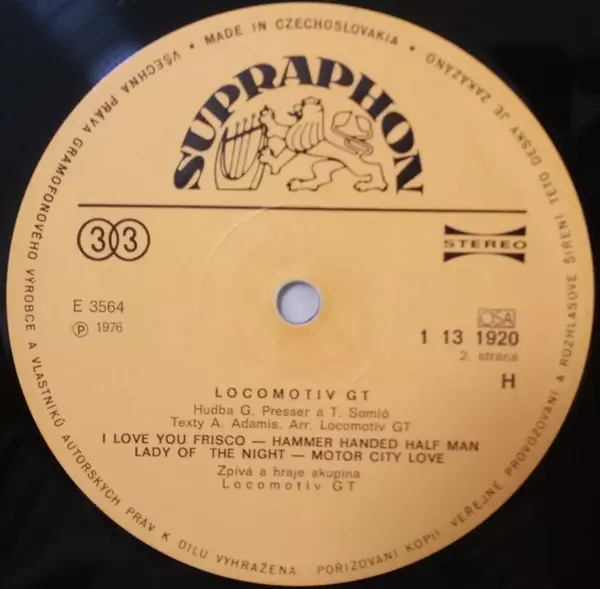 VŠECHNA PRÁVA GRAMOFONOVÉHO VÝROBCE A VLASTNÍKŮ AUTORSKÝCH PRÁV K DÍLU VYHRAŽENA. POŘIZOVÁNÍ KOPIÍ, VEŘEJNÉ PROVOZOVÁNÍ A ROZHLASOVÉ ŠÍŘENÍ TÉTO DESKY JE ZAKÁZÁNO
• MADE IN CZECHOSLOVAKIA •
SUPRAPHON
33
STEREO
E 3564
Ⓟ 1976
OSA
1 13 1920
2. strana
H
LOCOMOTIV GT
Hudba G. Presser a T. Somló
Texty A. Adamis, Arr. Locomotiv GT
I LOVE YOU FRISCO — HAMMER HANDED HALF MAN
LADY OF THE NIGHT — MOTOR CITY LOVE
Zpívá a hraje skupina
Locomotiv GT